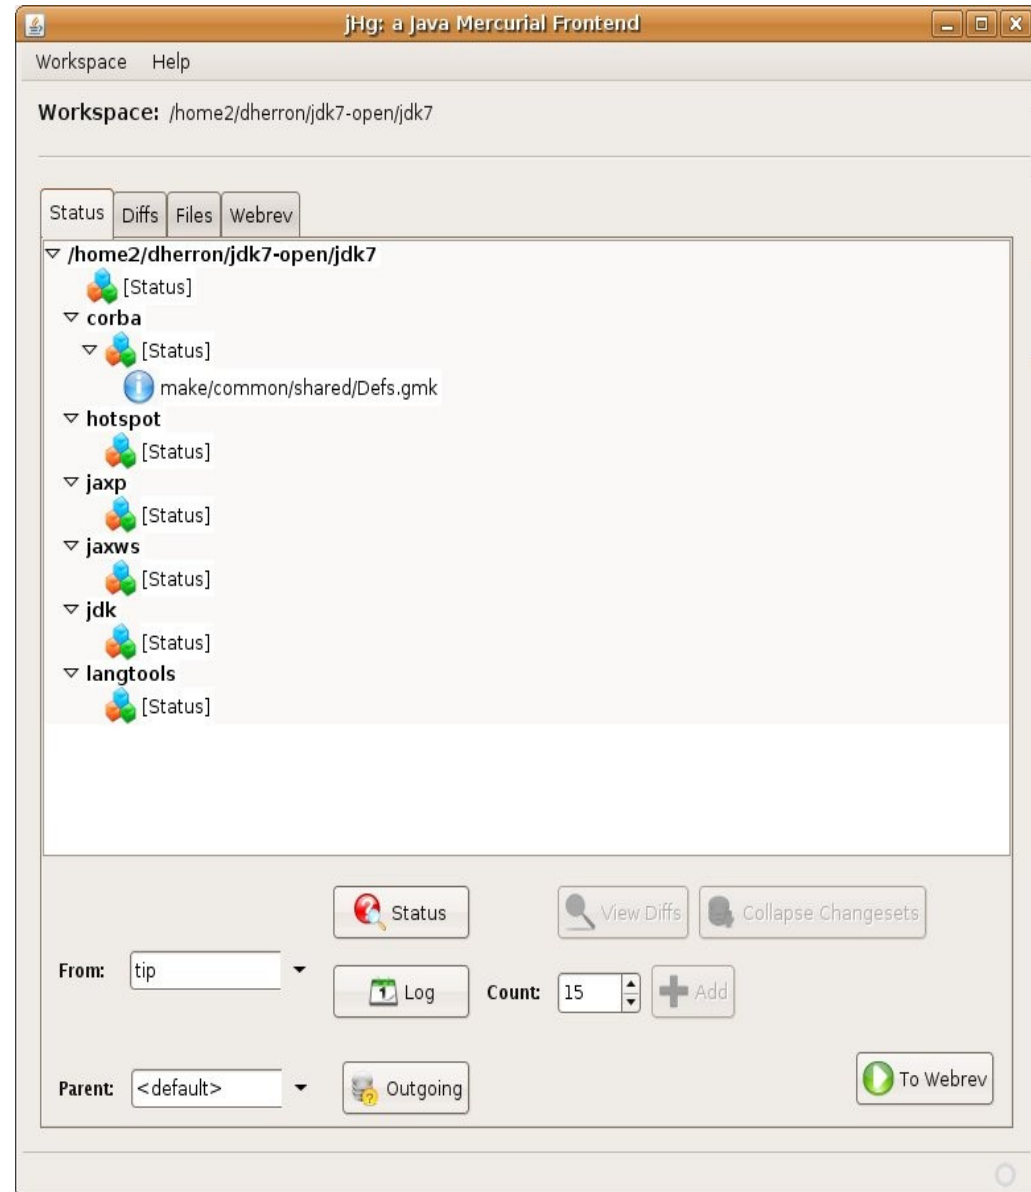 jHg: a Java Mercurial Frontend
Workspace Help
Workspace: /home2/dherron/jdk7-open/jdk7
Status Diffs Files Webrev
/home2/dherron/jdk7-open/jdk7
[Status]
corba
[Status]
make/common/shared/Defs.gmk
hotspot
[Status]
jaxp
[Status]
jaxws
[Status]
jdk
[Status]
langtools
[Status]
Status View Diffs Collapse Changesets
From: tip Log Count: 15 Add
Parent: <default> Outgoing To Webrev